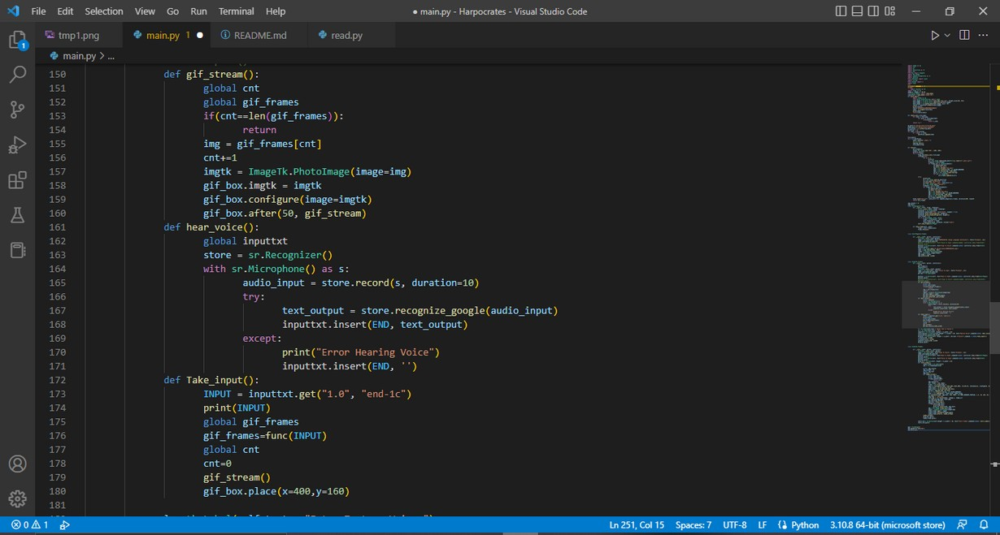 File Edit Selection View Go Run Terminal Help ● main.py - Harpocrates - Visual Studio Code
1 tmp1.png main.py 1 ● README.md read.py
main.py > ...
150 def gif_stream():
151 global cnt
152 global gif_frames
153 if(cnt==len(gif_frames)):
154 return
155 img = gif_frames[cnt]
156 cnt+=1
157 imgtk = ImageTk.PhotoImage(image=img)
158 gif_box.imgtk = imgtk
159 gif_box.configure(image=imgtk)
160 gif_box.after(50, gif_stream)
161 def hear_voice():
162 global inputtxt
163 store = sr.Recognizer()
164 with sr.Microphone() as s:
165 audio_input = store.record(s, duration=10)
166 try:
167 text_output = store.recognize_google(audio_input)
168 inputtxt.insert(END, text_output)
169 except:
170 print("Error Hearing Voice")
171 inputtxt.insert(END, '')
172 def Take_input():
173 INPUT = inputtxt.get("1.0", "end-1c")
174 print(INPUT)
175 global gif_frames
176 gif_frames=func(INPUT)
177 global cnt
178 cnt=0
179 gif_stream()
180 gif_box.place(x=400,y=160)
181
0 1 Ln 251, Col 15 Spaces: 7 UTF-8 LF Python 3.10.8 64-bit (microsoft store)